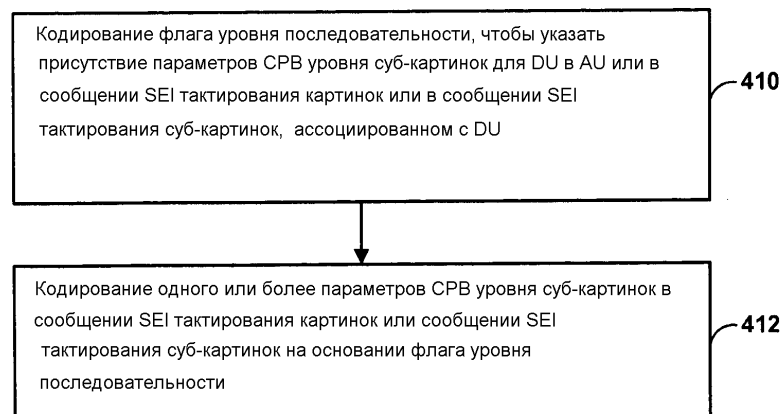 Кодирование флага уровня последовательности, чтобы указать
присутствие параметров CPB уровня суб-картинок для DU в AU или в
сообщении SEI тактирования картинок или в сообщении SEI
тактирования суб-картинок, ассоциированном с DU
410
Кодирование одного или более параметров CPB уровня суб-картинок в
сообщении SEI тактирования картинок или сообщении SEI
тактирования суб-картинок на основании флага уровня
последовательности
412